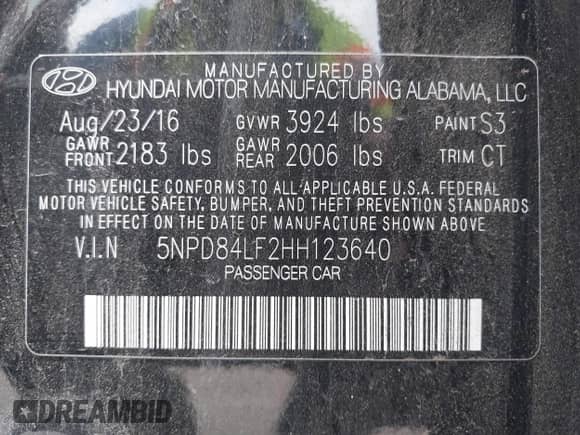 MANUFACTURED BY
HYUNDAI MOTOR MANUFACTURING ALABAMA, LLC
Aug/23/16 GVWR 3924 lbs PAINT S3
GAWR FRONT 2183 lbs GAWR REAR 2006 lbs TRIM CT
THIS VEHICLE CONFORMS TO ALL APPLICABLE U.S.A. FEDERAL
MOTOR VEHICLE SAFETY, BUMPER, AND THEFT PREVENTION STANDARDS
IN EFFECT ON THE DATE OF MANUFACTURE SHOWN ABOVE
V.I.N 5NPD84LF2HH123640
PASSENGER CAR
DREAMBID